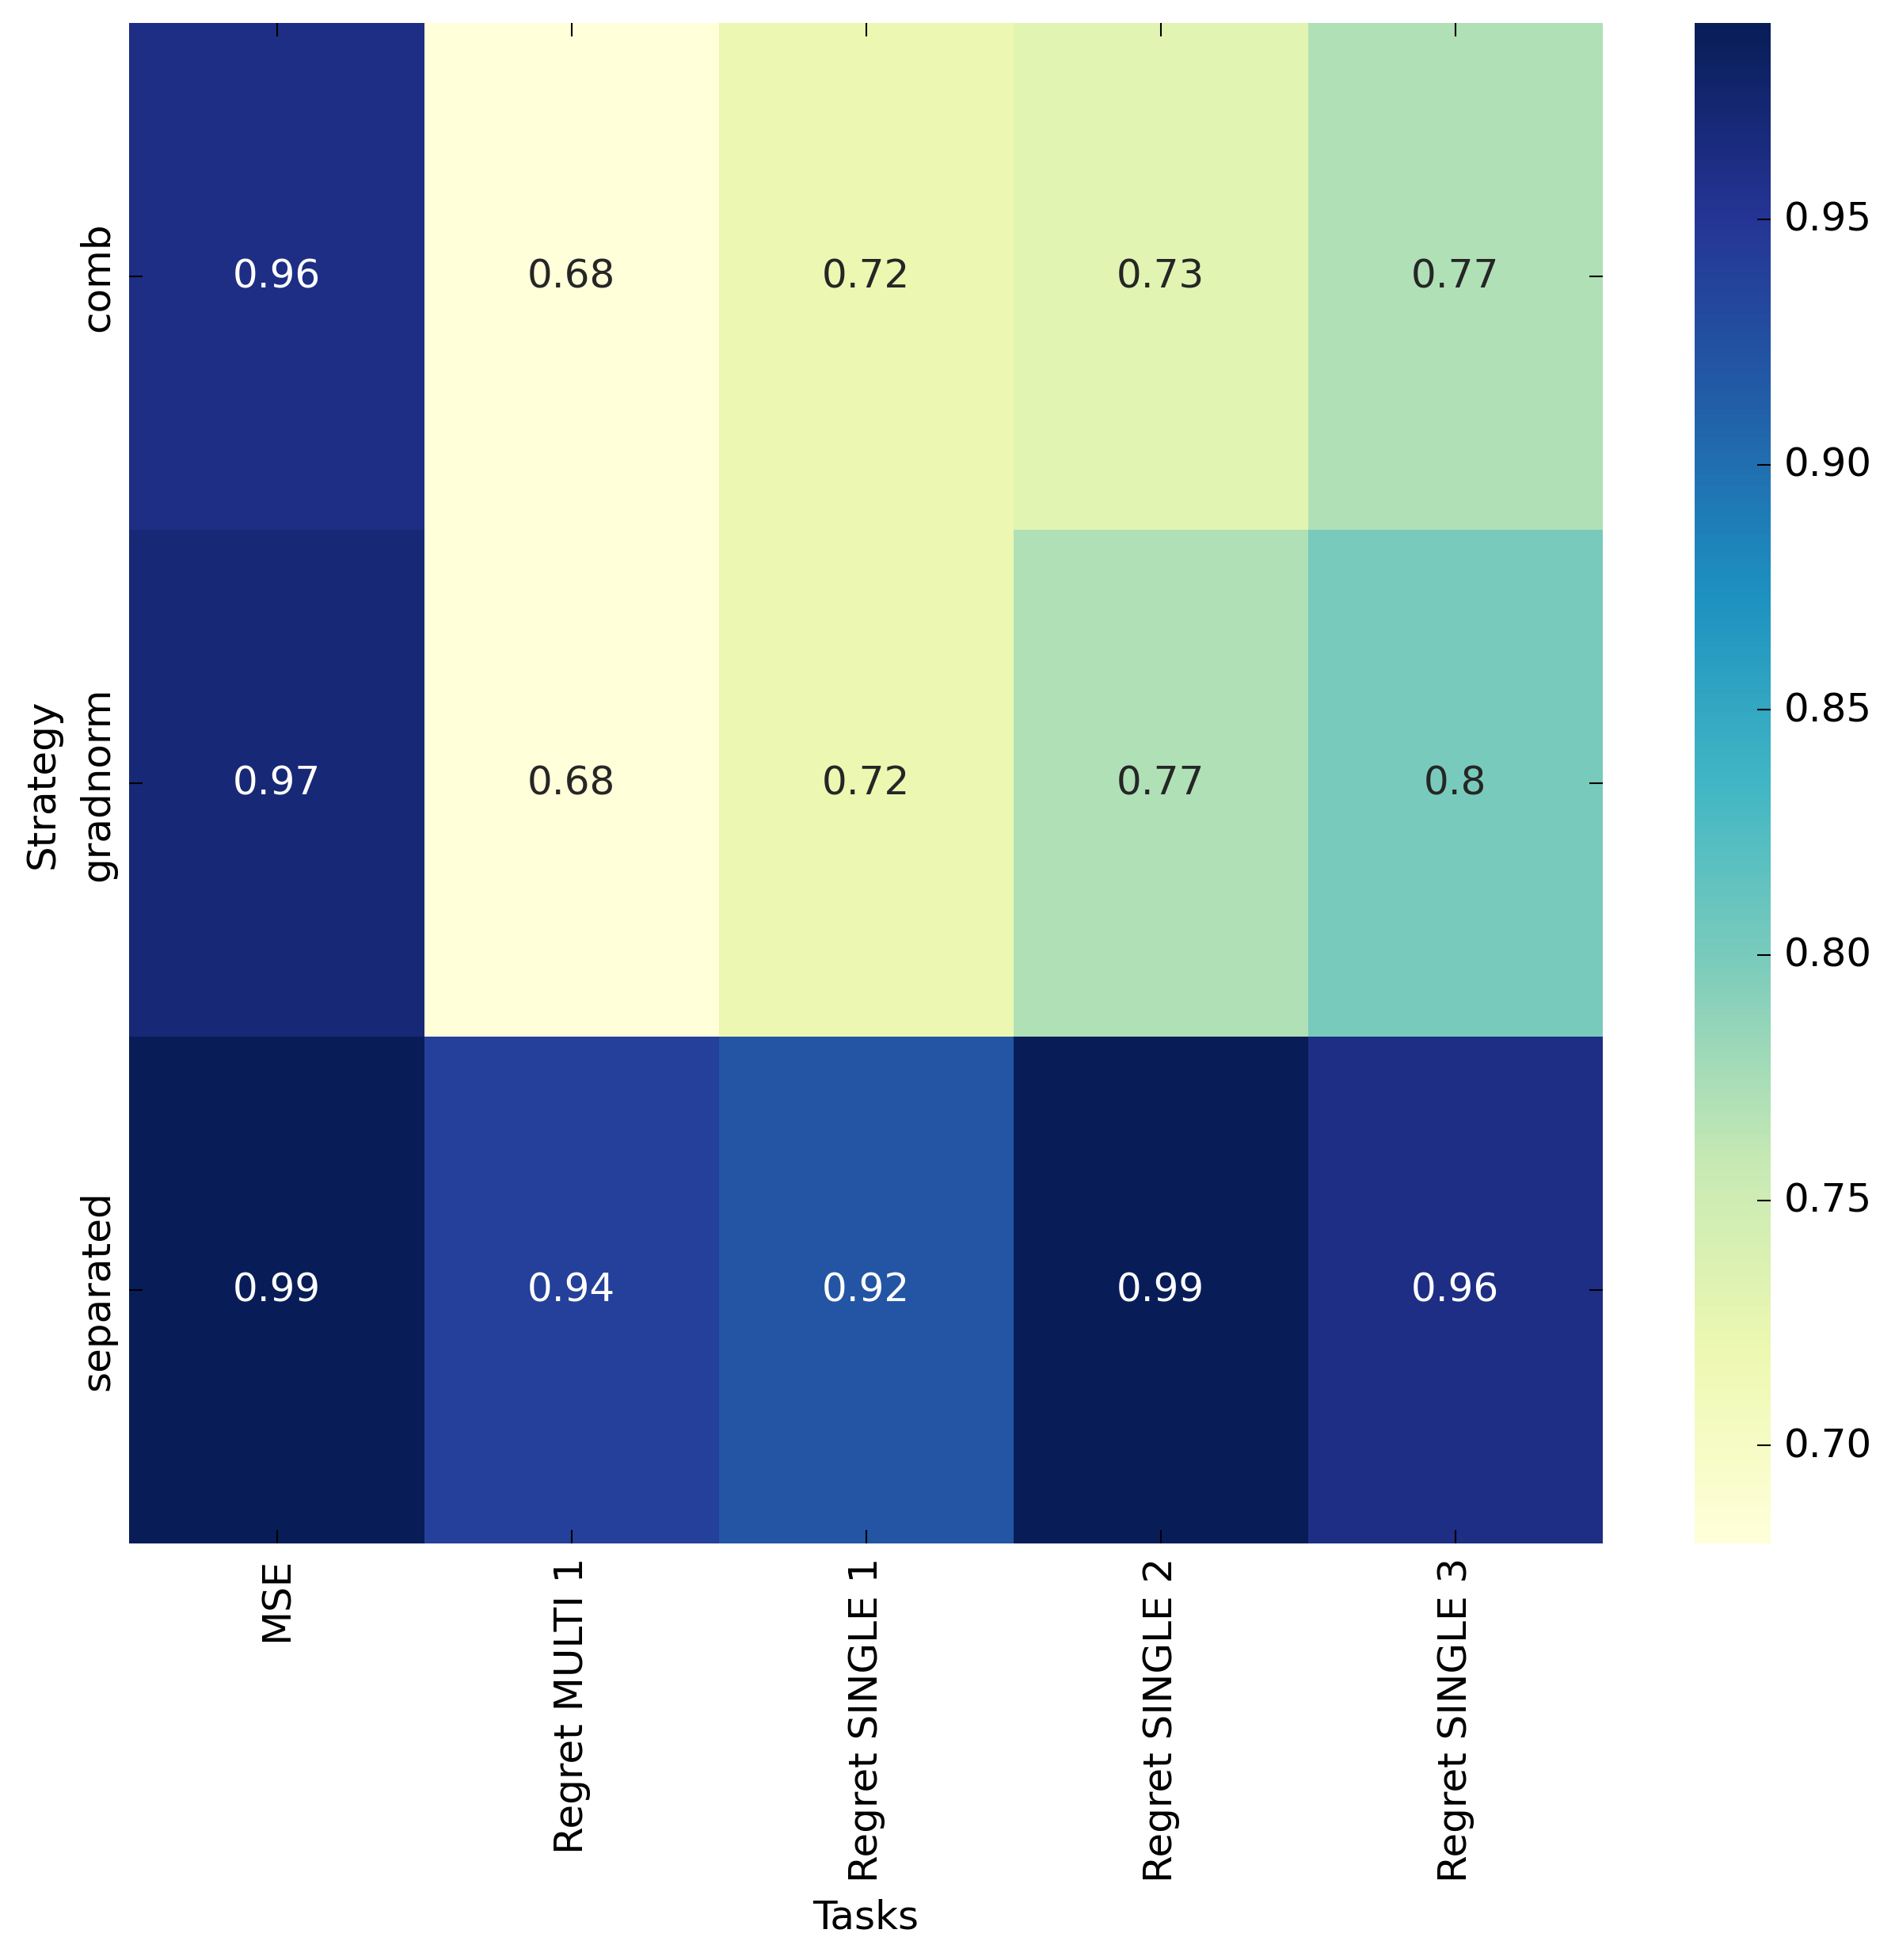 Strategy
comb
0.96 0.68 0.72 0.73 0.77
gradnorm
0.97 0.68 0.72 0.77 0.8
separated
0.99 0.94 0.92 0.99 0.96
MSE
Regret MULTI 1
Regret SINGLE 1
Regret SINGLE 2
Regret SINGLE 3
Tasks
0.95
0.90
0.85
0.80
0.75
0.70